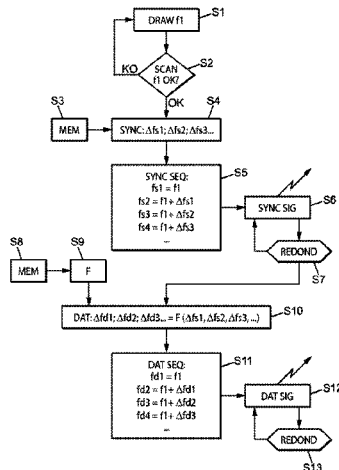 DRAW f1
S1
KO
SCAN
f1 OK?
S2
OK
S3
MEM
S4
SYNC: Δfs1; Δfs2; Δfs3...
SYNC SEQ:
fs1 = f1
fs2 = f1+ Δfs1
fs3 = f1+ Δfs2
fs4 = f1+ Δfs3
...
S5
SYNC SIG
S6
REDOND
S7
S8
MEM
S9
F
DAT: Δfd1; Δfd2; Δfd3... = F (Δfs1, Δfs2, Δfs3, ...)
S10
DAT SEQ:
fd1 = f1
fd2 = f1+ Δfd1
fd3 = f1+ Δfd2
fd4 = f1+ Δfd3
...
S11
DAT SIG
S12
REDOND
S13